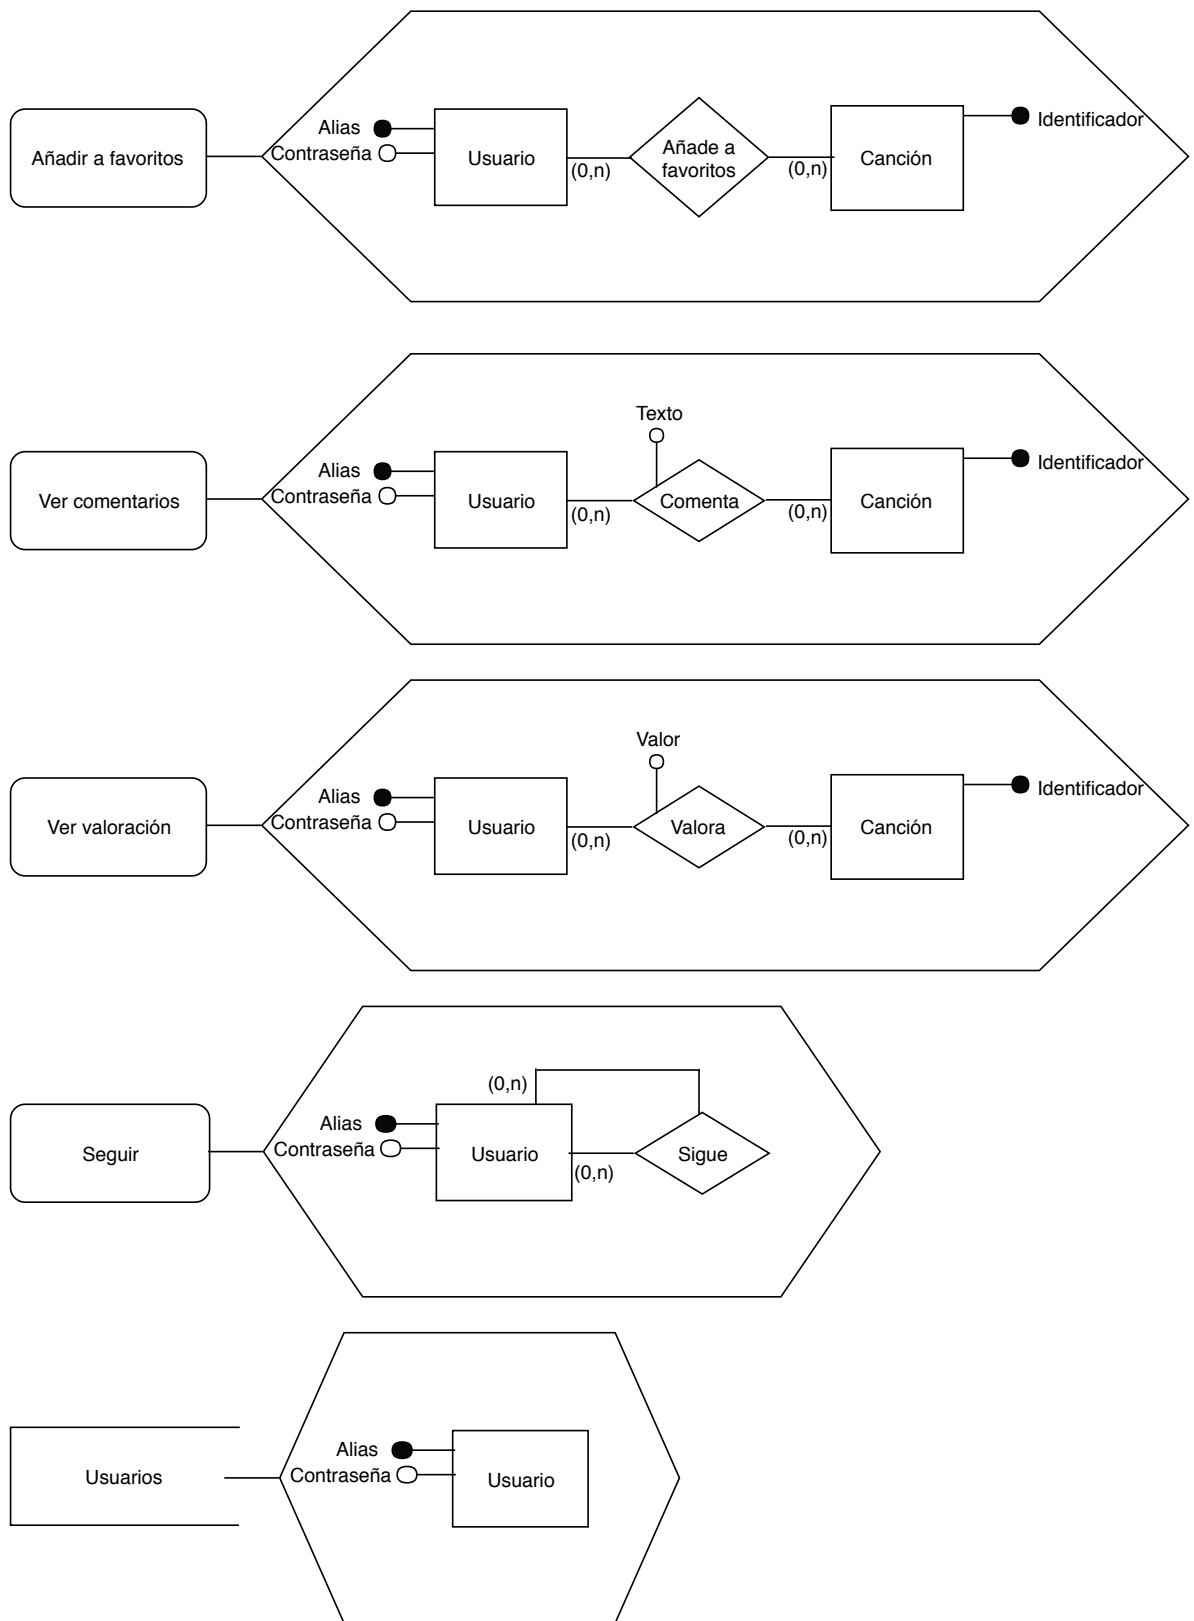 Alias
Contraseña
Añadir a favoritos
Usuario
(0,n)
Añade a
favoritos
(0,n)
Canción
Identificador
Texto
Alias
Contraseña
Ver comentarios
Usuario
(0,n)
Comenta
(0,n)
Canción
Identificador
Valor
Alias
Contraseña
Ver valoración
Usuario
(0,n)
Valora
(0,n)
Canción
Identificador
(0,n)
Alias
Contraseña
Seguir
Usuario
(0,n)
Sigue
Alias
Contraseña
Usuarios
Usuario